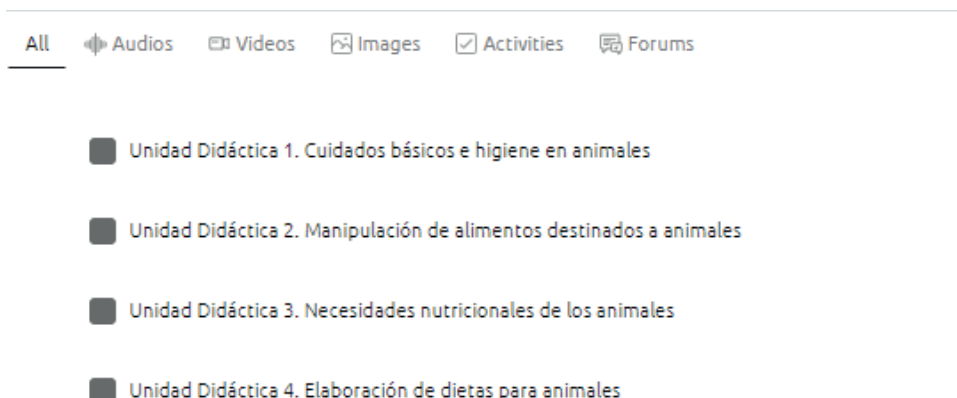 All Audios Videos Images Activities Forums
Unidad Didáctica 1. Cuidados básicos e higiene en animales
Unidad Didáctica 2. Manipulación de alimentos destinados a animales
Unidad Didáctica 3. Necesidades nutricionales de los animales
Unidad Didáctica 4. Elaboración de dietas para animales